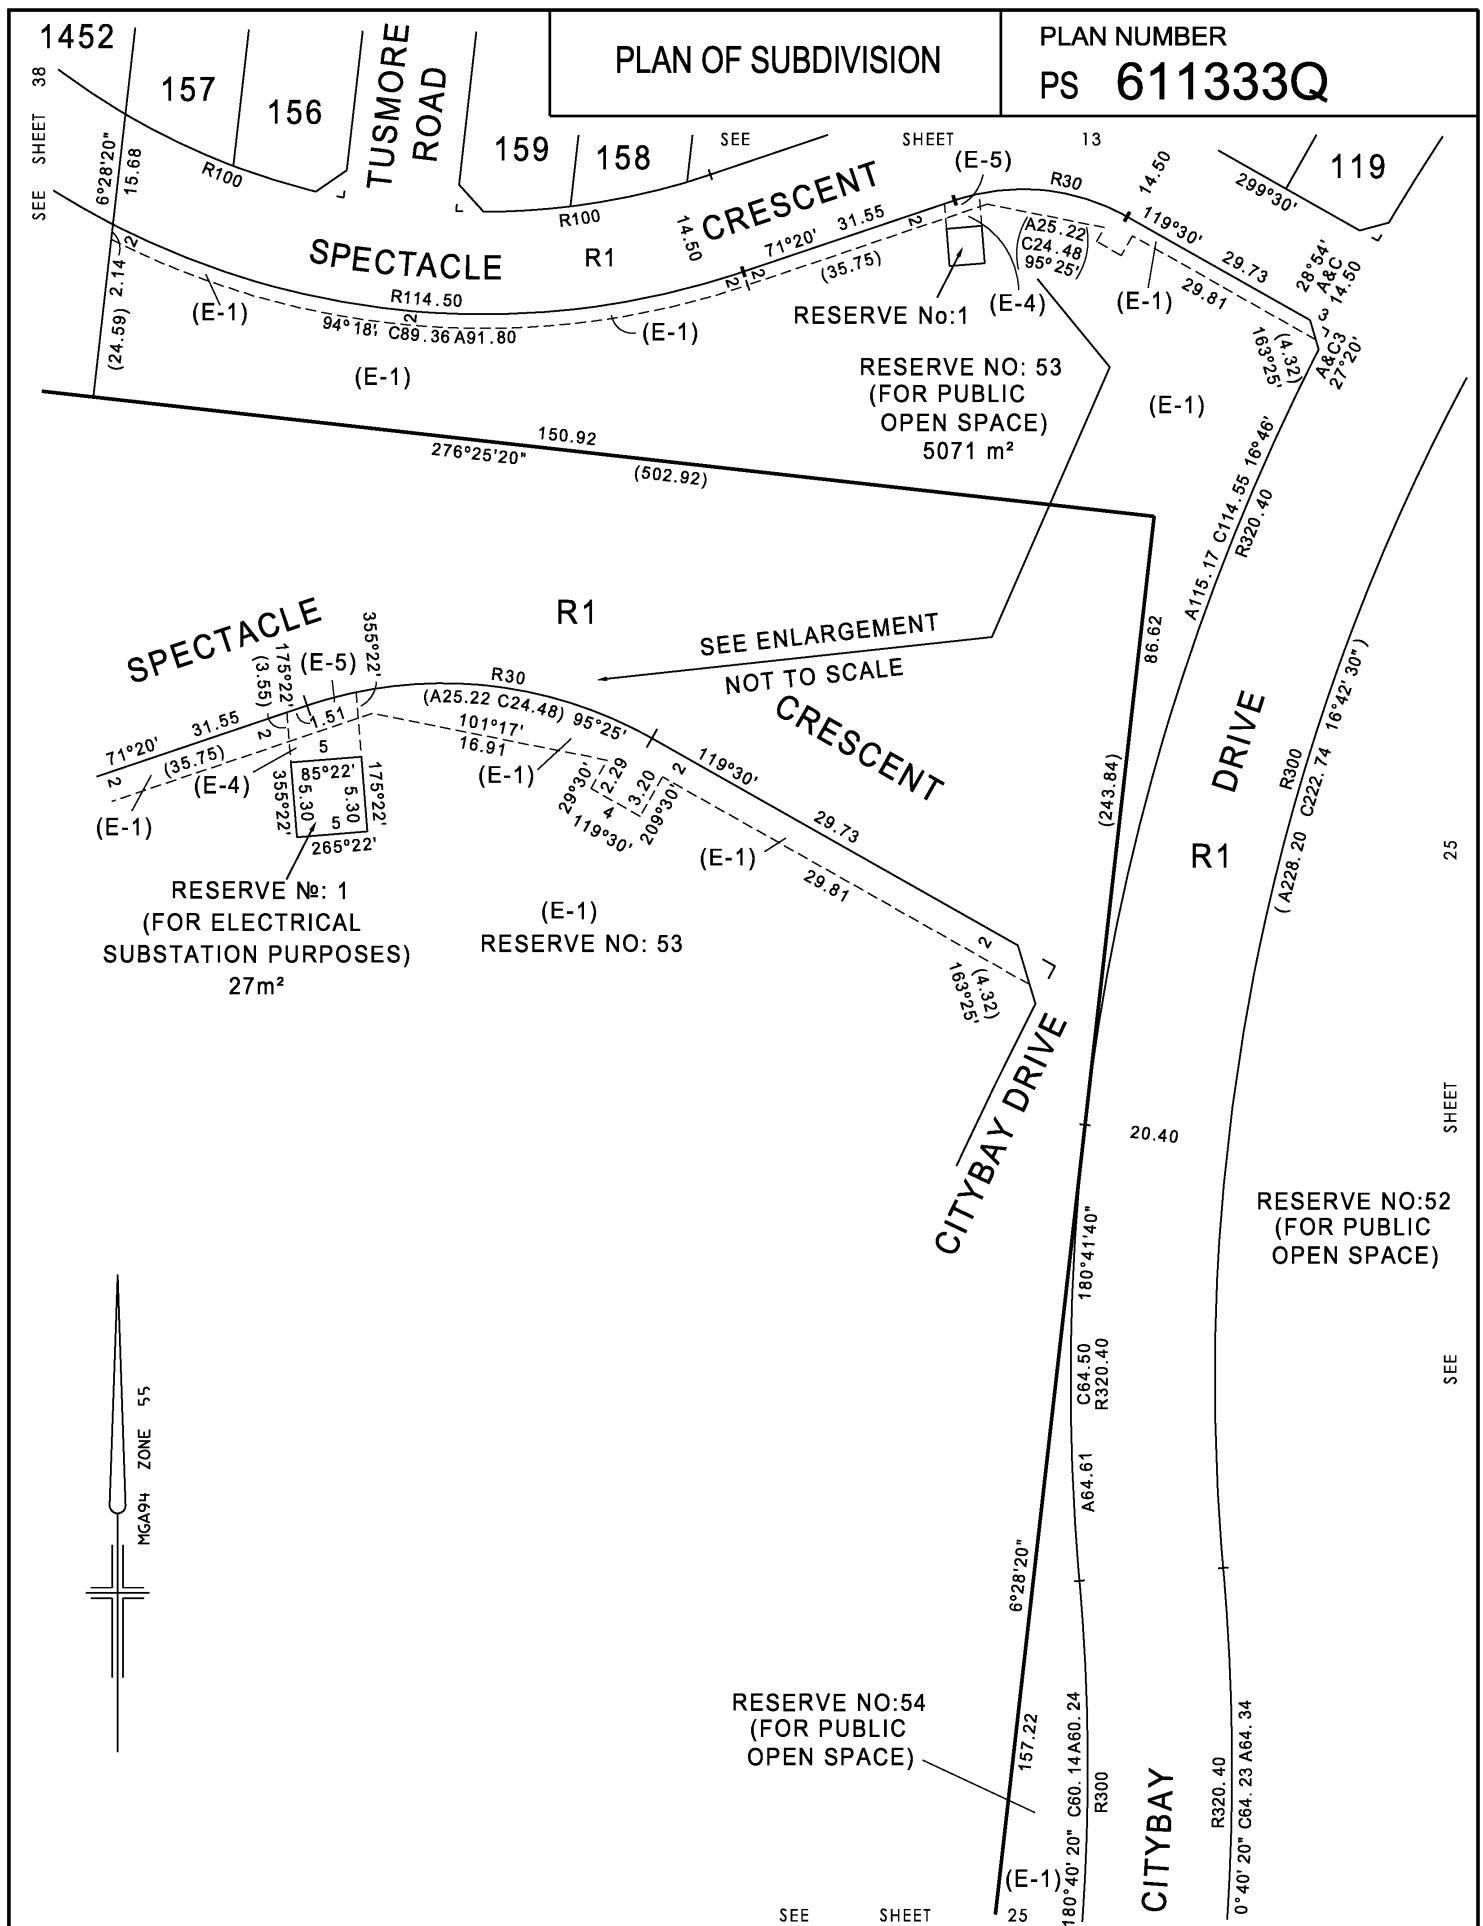 PLAN OF SUBDIVISION
PLAN NUMBER
PS 611333Q
1452
157
156
TUSMORE
ROAD
159
158
SEE SHEET 13
119
SEE SHEET 38
6°28'20"
15.68
R100
R100
(E-5)
R30
14.50
299°30'
SPECTACLE
CRESCENT
R1
14.50
71°20'
31.55
(35.75)
2
2
2
2
(A25.22
C24.48
95°25')
119°30'
29.73
29.81
28°54'
A&C
14.50
3
A&C3
27°20'
(4.32)
163°25'
(24.59) 2.14
2
(E-1)
R114.50
2
94°18' C89.36 A91.80
(E-1)
(E-1)
RESERVE No:1
(E-4)
(E-1)
RESERVE NO: 53
(FOR PUBLIC
OPEN SPACE)
5071 m²
(E-1)
150.92
276°25'20"
(502.92)
A115.17 C114.55 16°46'
R320.40
86.62
(243.84)
SPECTACLE
R1
SEE ENLARGEMENT
NOT TO SCALE
CRESCENT
175°22'
(3.55)
(E-5)
355°22'
1.51
R30
(A25.22 C24.48) 95°25'
101°17'
16.91
71°20'
31.55
(35.75)
2
2
(E-4)
5
85°22'
5.30
5.30
5
355°22'
175°22'
265°22'
(E-1)
(E-1)
29°30'
2.29
4
119°30'
3.20
209°30'
2
119°30'
29.73
29.81
(E-1)
2
(4.32)
163°25'
RESERVE №: 1
(FOR ELECTRICAL
SUBSTATION PURPOSES)
27m²
(E-1)
RESERVE NO: 53
CITYBAY DRIVE
DRIVE
R1
R300
(A228.20 C222.74 16°42'30")
25
SHEET
SEE
20.40
RESERVE NO:52
(FOR PUBLIC
OPEN SPACE)
180°41'40"
C64.50
R320.40
A64.61
MGA94 ZONE 55
6°28'20"
157.22
RESERVE NO:54
(FOR PUBLIC
OPEN SPACE)
180°40'20" C60.14 A60.24
R300
CITYBAY
R320.40
0°40'20" C64.23 A64.34
(E-1)
SEE SHEET 25